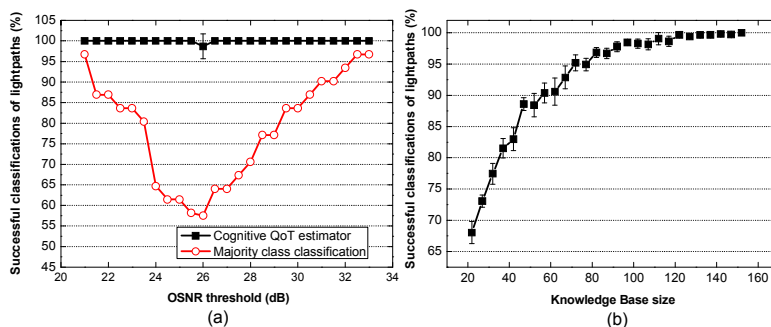 105
100
95
90
85
80
75
70
65
60
55
50
45
Successful classifications of lightpaths (%)
Cognitive QoT estimator
Majority class classification
20 22 24 26 28 30 32 34
OSNR threshold (dB)
(a)
100
95
90
85
80
75
70
65
Successful classifications of lightpaths (%)
20 40 60 80 100 120 140 160
Knowledge Base size
(b)